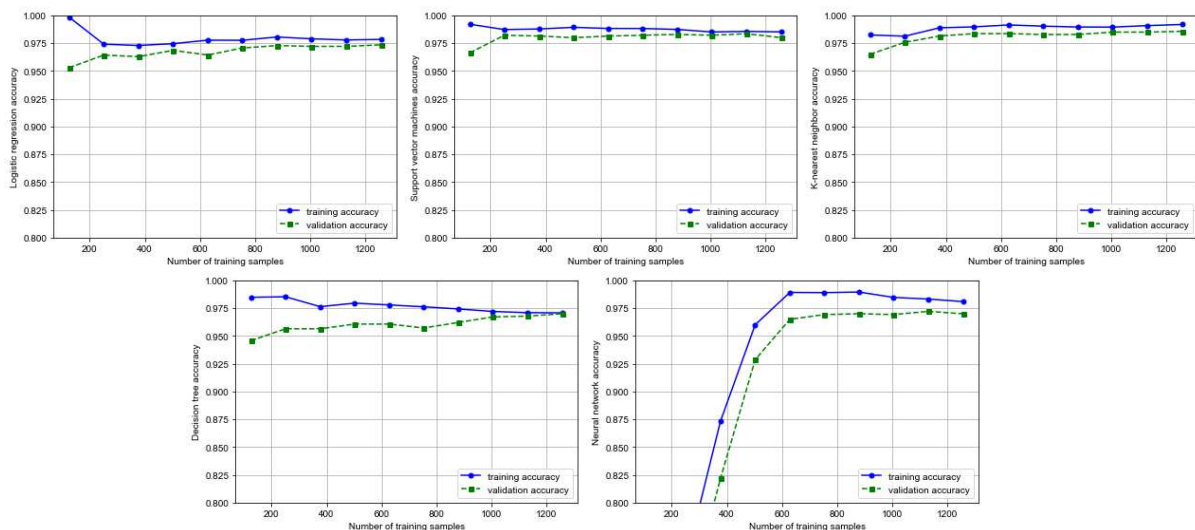 1.000
0.975
0.950
0.925
0.900
0.875
0.850
0.825
0.800
Logistic regression accuracy
training accuracy
validation accuracy
200 400 600 800 1000 1200
Number of training samples
1.000
0.975
0.950
0.925
0.900
0.875
0.850
0.825
0.800
Support vector machines accuracy
training accuracy
validation accuracy
200 400 600 800 1000 1200
Number of training samples
1.000
0.975
0.950
0.925
0.900
0.875
0.850
0.825
0.800
K-nearest neighbor accuracy
training accuracy
validation accuracy
200 400 600 800 1000 1200
Number of training samples
1.000
0.975
0.950
0.925
0.900
0.875
0.850
0.825
0.800
Decision tree accuracy
training accuracy
validation accuracy
200 400 600 800 1000 1200
Number of training samples
1.000
0.975
0.950
0.925
0.900
0.875
0.850
0.825
0.800
Neural network accuracy
training accuracy
validation accuracy
200 400 600 800 1000 1200
Number of training samples